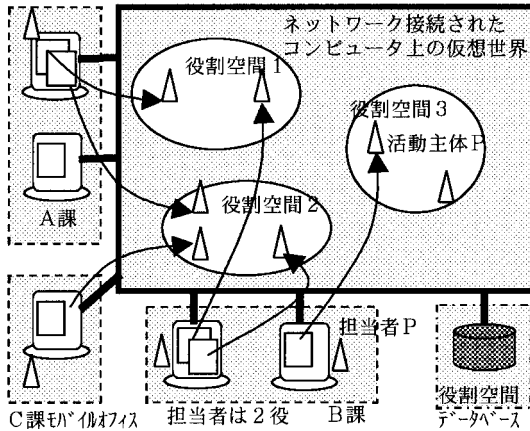 ネットワーク接続された
コンピュータ上の仮想世界
役割空間1
役割空間3
活動主体P
役割空間2
A課
担当者P
C課モバイルオフィス
担当者は2役
B課
役割空間
データベース